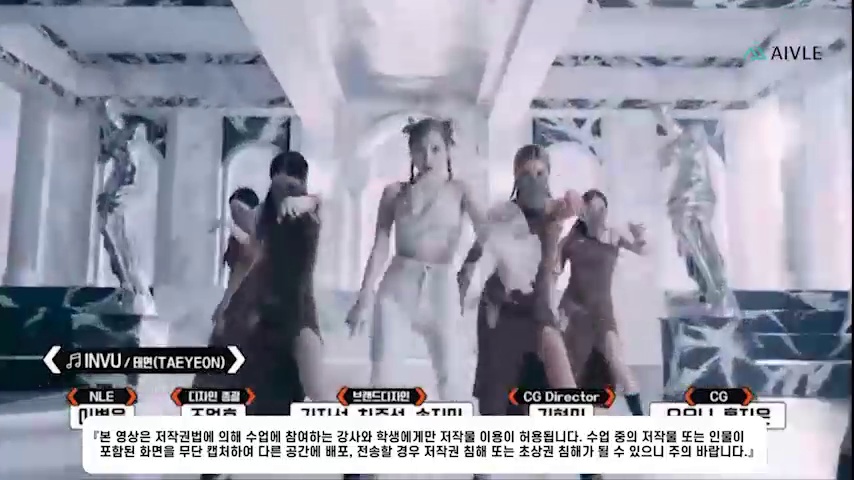 AIVLE
INVU / 태연(TAEYEON)
NLE
디자인 총괄
브랜드디자인
CG Director
CG
『본 영상은 저작권법에 의해 수업에 참여하는 강사와 학생에게만 저작물 이용이 허용됩니다. 수업 중의 저작물 또는 인물이
포함된 화면을 무단 캡처하여 다른 공간에 배포, 전송할 경우 저작권 침해 또는 초상권 침해가 될 수 있으니 주의 바랍니다.』